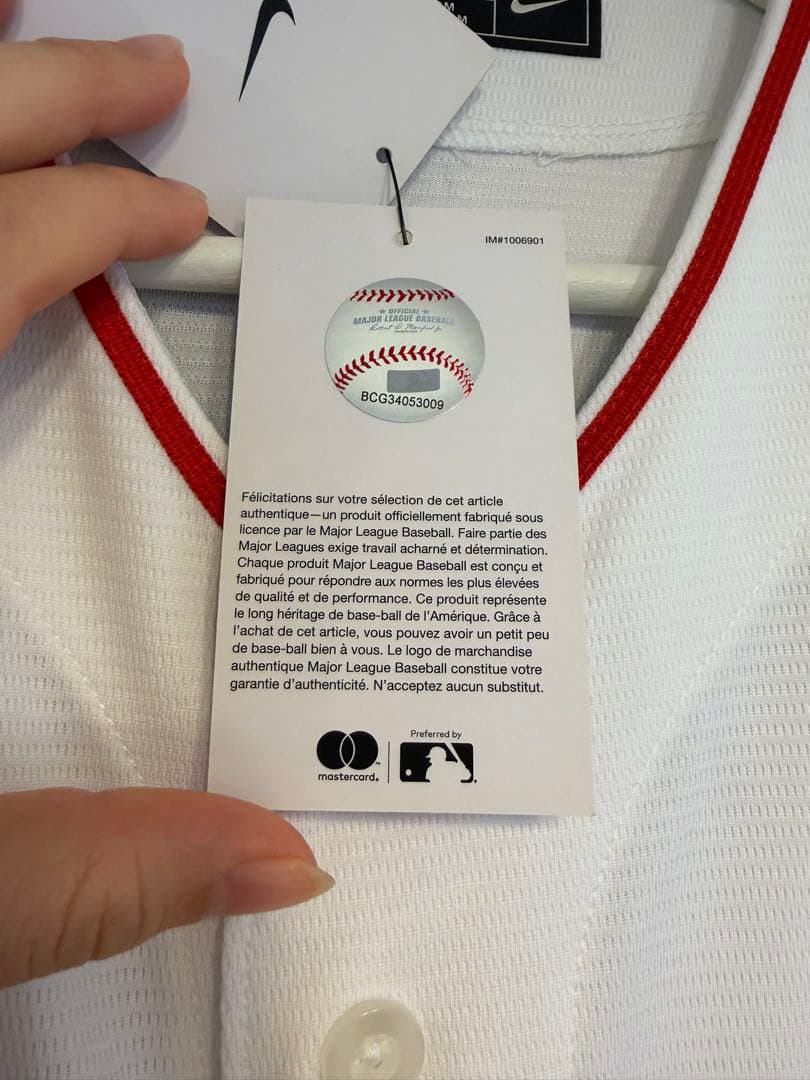 M
M
IM#1006901
★ OFFICIAL ★
MAJOR LEAGUE BASEBALL
BCG34053009
Félicitations sur votre sélection de cet article
authentique—un produit officiellement fabriqué sous
licence par le Major League Baseball. Faire partie des
Major Leagues exige travail acharné et détermination.
Chaque produit Major League Baseball est conçu et
fabriqué pour répondre aux normes les plus élevées
de qualité et de performance. Ce produit représente
le long héritage de base-ball de l'Amérique. Grâce à
l'achat de cet article, vous pouvez avoir un petit peu
de base-ball bien à vous. Le logo de marchandise
authentique Major League Baseball constitue votre
garantie d'authenticité. N'acceptez aucun substitut.
Preferred by
mastercard.